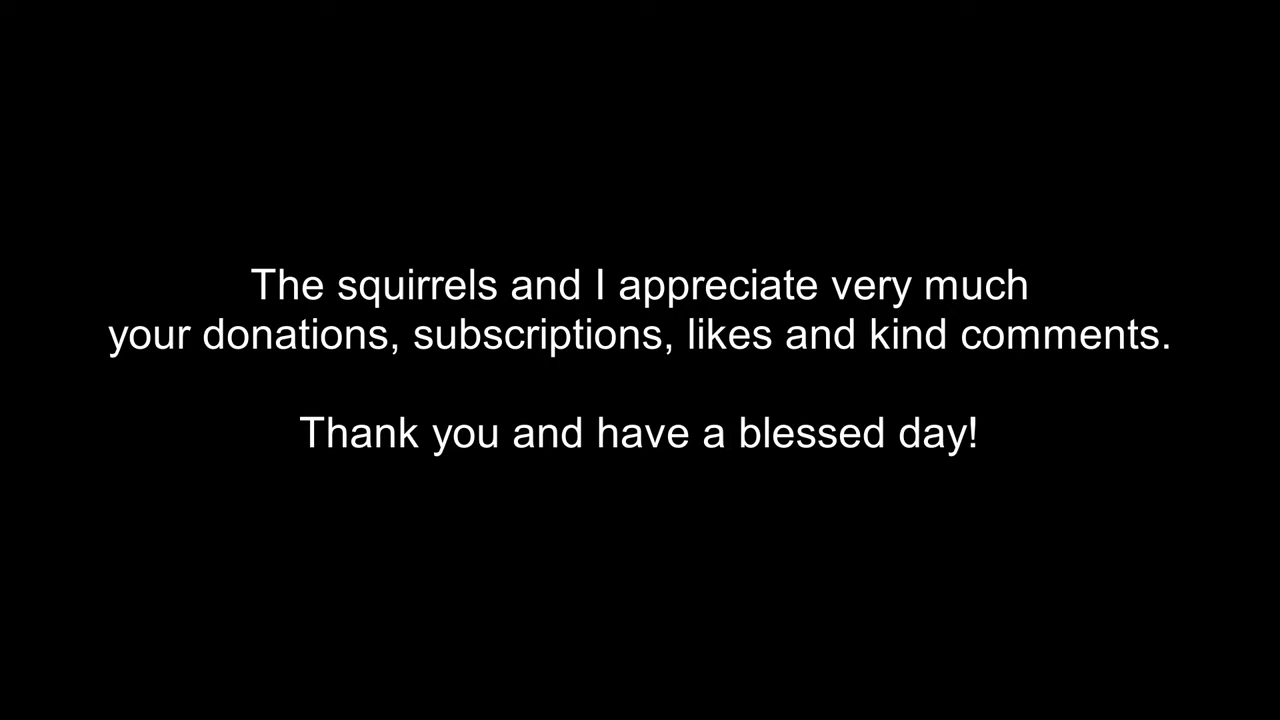 The squirrels and I appreciate very much
your donations, subscriptions, likes and kind comments.
Thank you and have a blessed day!